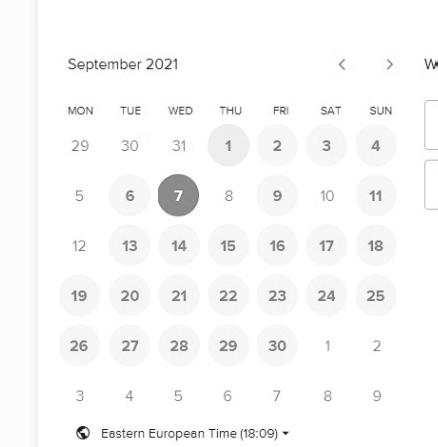 September 2021
MON TUE WED THU FRI SAT SUN
29 30 31 1 2 3 4
5 6 7 8 9 10 11
12 13 14 15 16 17 18
19 20 21 22 23 24 25
26 27 28 29 30 1 2
3 4 5 6 7 8 9
Eastern European Time (18:09)